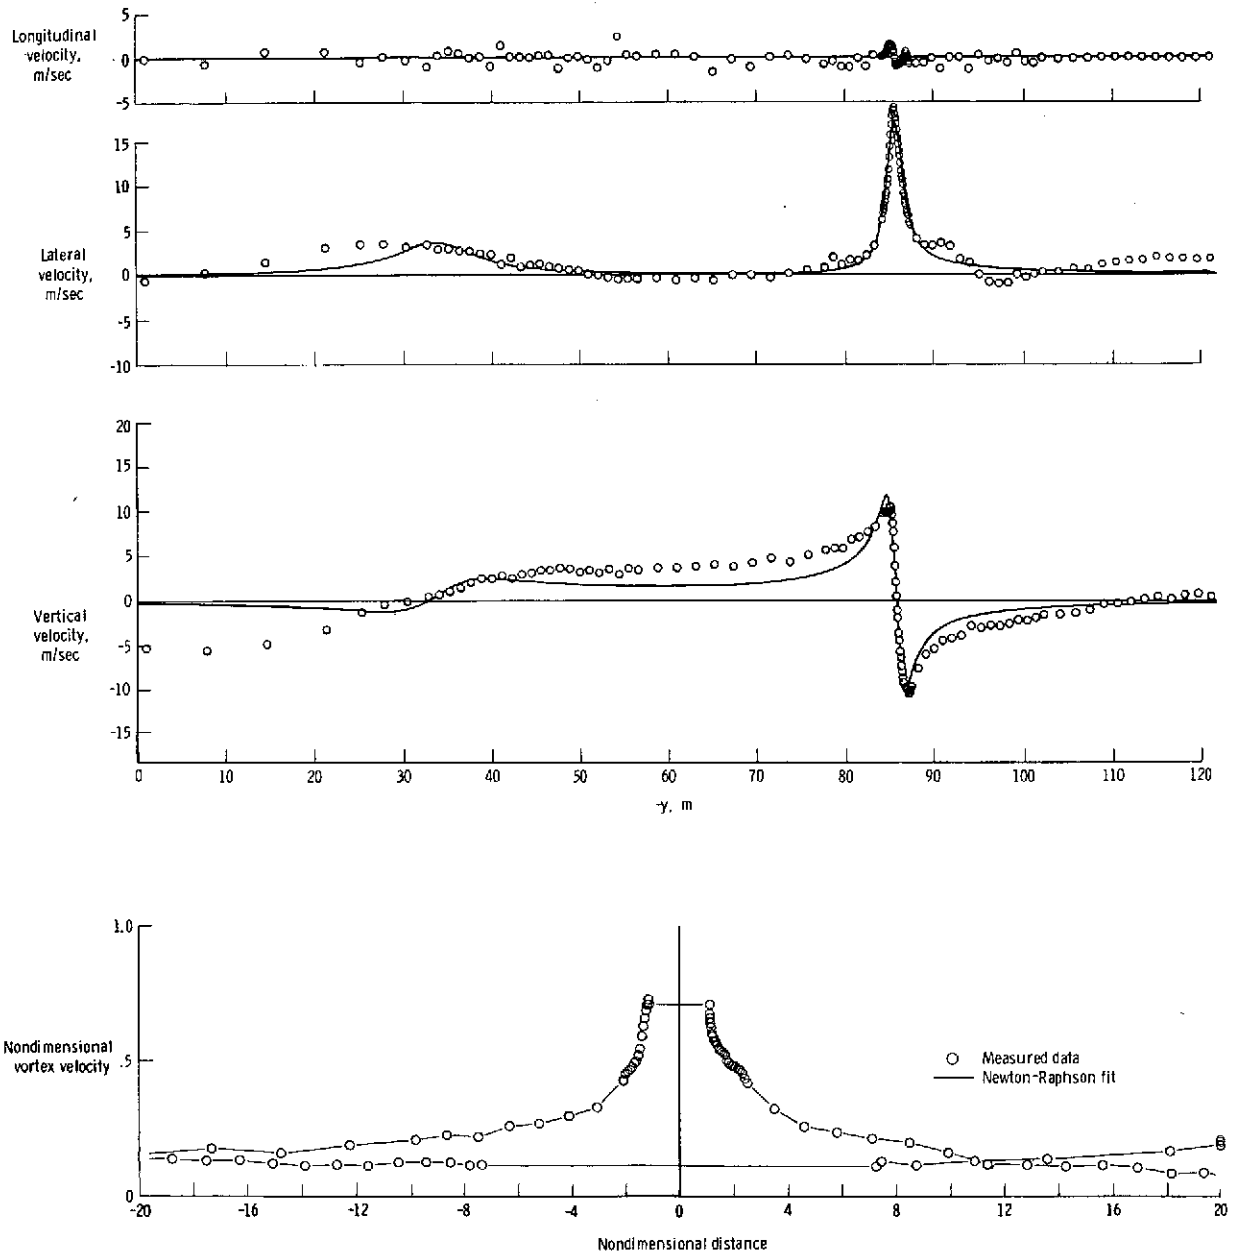 Longitudinal
velocity,
m/sec
5
0
-5
Lateral
velocity,
m/sec
15
10
5
0
-5
-10
Vertical
velocity,
m/sec
20
15
10
5
0
-5
-10
-15
0 10 20 30 40 50 60 70 80 90 100 110 120
-y, m
Nondimensional
vortex velocity
1.0
.5
0
○ Measured data
— Newton-Raphson fit
-20 -16 -12 -8 -4 0 4 8 12 16 20
Nondimensional distance